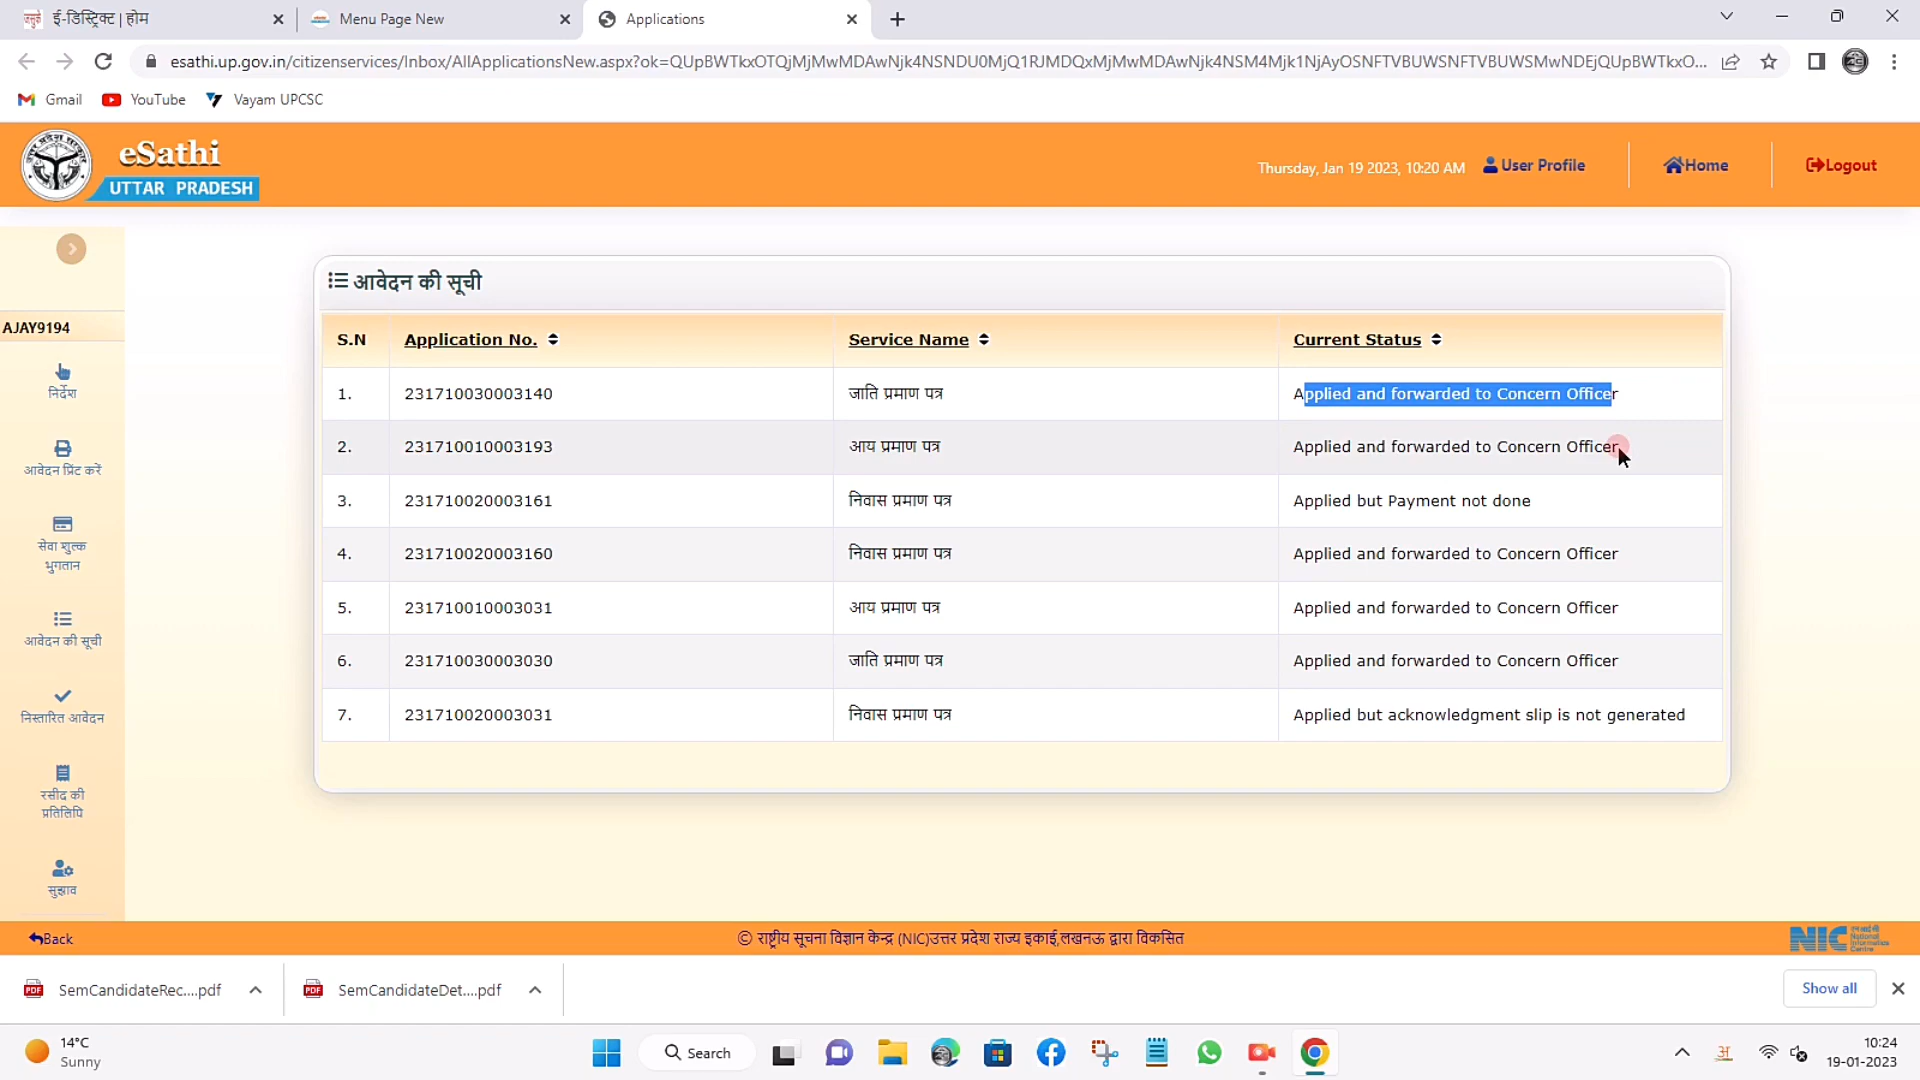 ई-डिस्ट्रिक्ट | होम
Menu Page New
Applications
esathi.up.gov.in/citizenservices/Inbox/AllApplicationsNew.aspx?ok=QUpBWTkxOTQjMjMwMDAwNjk4NSNDU0MjQ1RJMDQxMjMwMDAwNjk4NSM4Mjk1NjAyOSNFTVBUWSNFTVBUWSMwNDEjQUpBWTkxO...
Gmail
YouTube
Vayam UPCSC
eSathi
UTTAR PRADESH
Thursday, Jan 19 2023, 10:20 AM
User Profile
Home
Logout
AJAY9194
निर्देश
आवेदन प्रिंट करें
सेवा शुल्क
भुगतान
आवेदन की सूची
निस्तारित आवेदन
रसीद की
प्रतिलिपि
सुझाव
आवेदन की सूची
S.N Application No. Service Name Current Status
1. 231710030003140 जाति प्रमाण पत्र Applied and forwarded to Concern Officer
2. 231710010003193 आय प्रमाण पत्र Applied and forwarded to Concern Officer
3. 231710020003161 निवास प्रमाण पत्र Applied but Payment not done
4. 231710020003160 निवास प्रमाण पत्र Applied and forwarded to Concern Officer
5. 231710010003031 आय प्रमाण पत्र Applied and forwarded to Concern Officer
6. 231710030003030 जाति प्रमाण पत्र Applied and forwarded to Concern Officer
7. 231710020003031 निवास प्रमाण पत्र Applied but acknowledgment slip is not generated
Back
© राष्ट्रीय सूचना विज्ञान केन्द्र (NIC)उत्तर प्रदेश राज्य इकाई,लखनऊ द्वारा विकसित
NIC
एन आई सी
National
Informatics
Centre
SemCandidateRec....pdf
SemCandidateDet....pdf
Show all
14°C
Sunny
Search
अ
10:24
19-01-2023